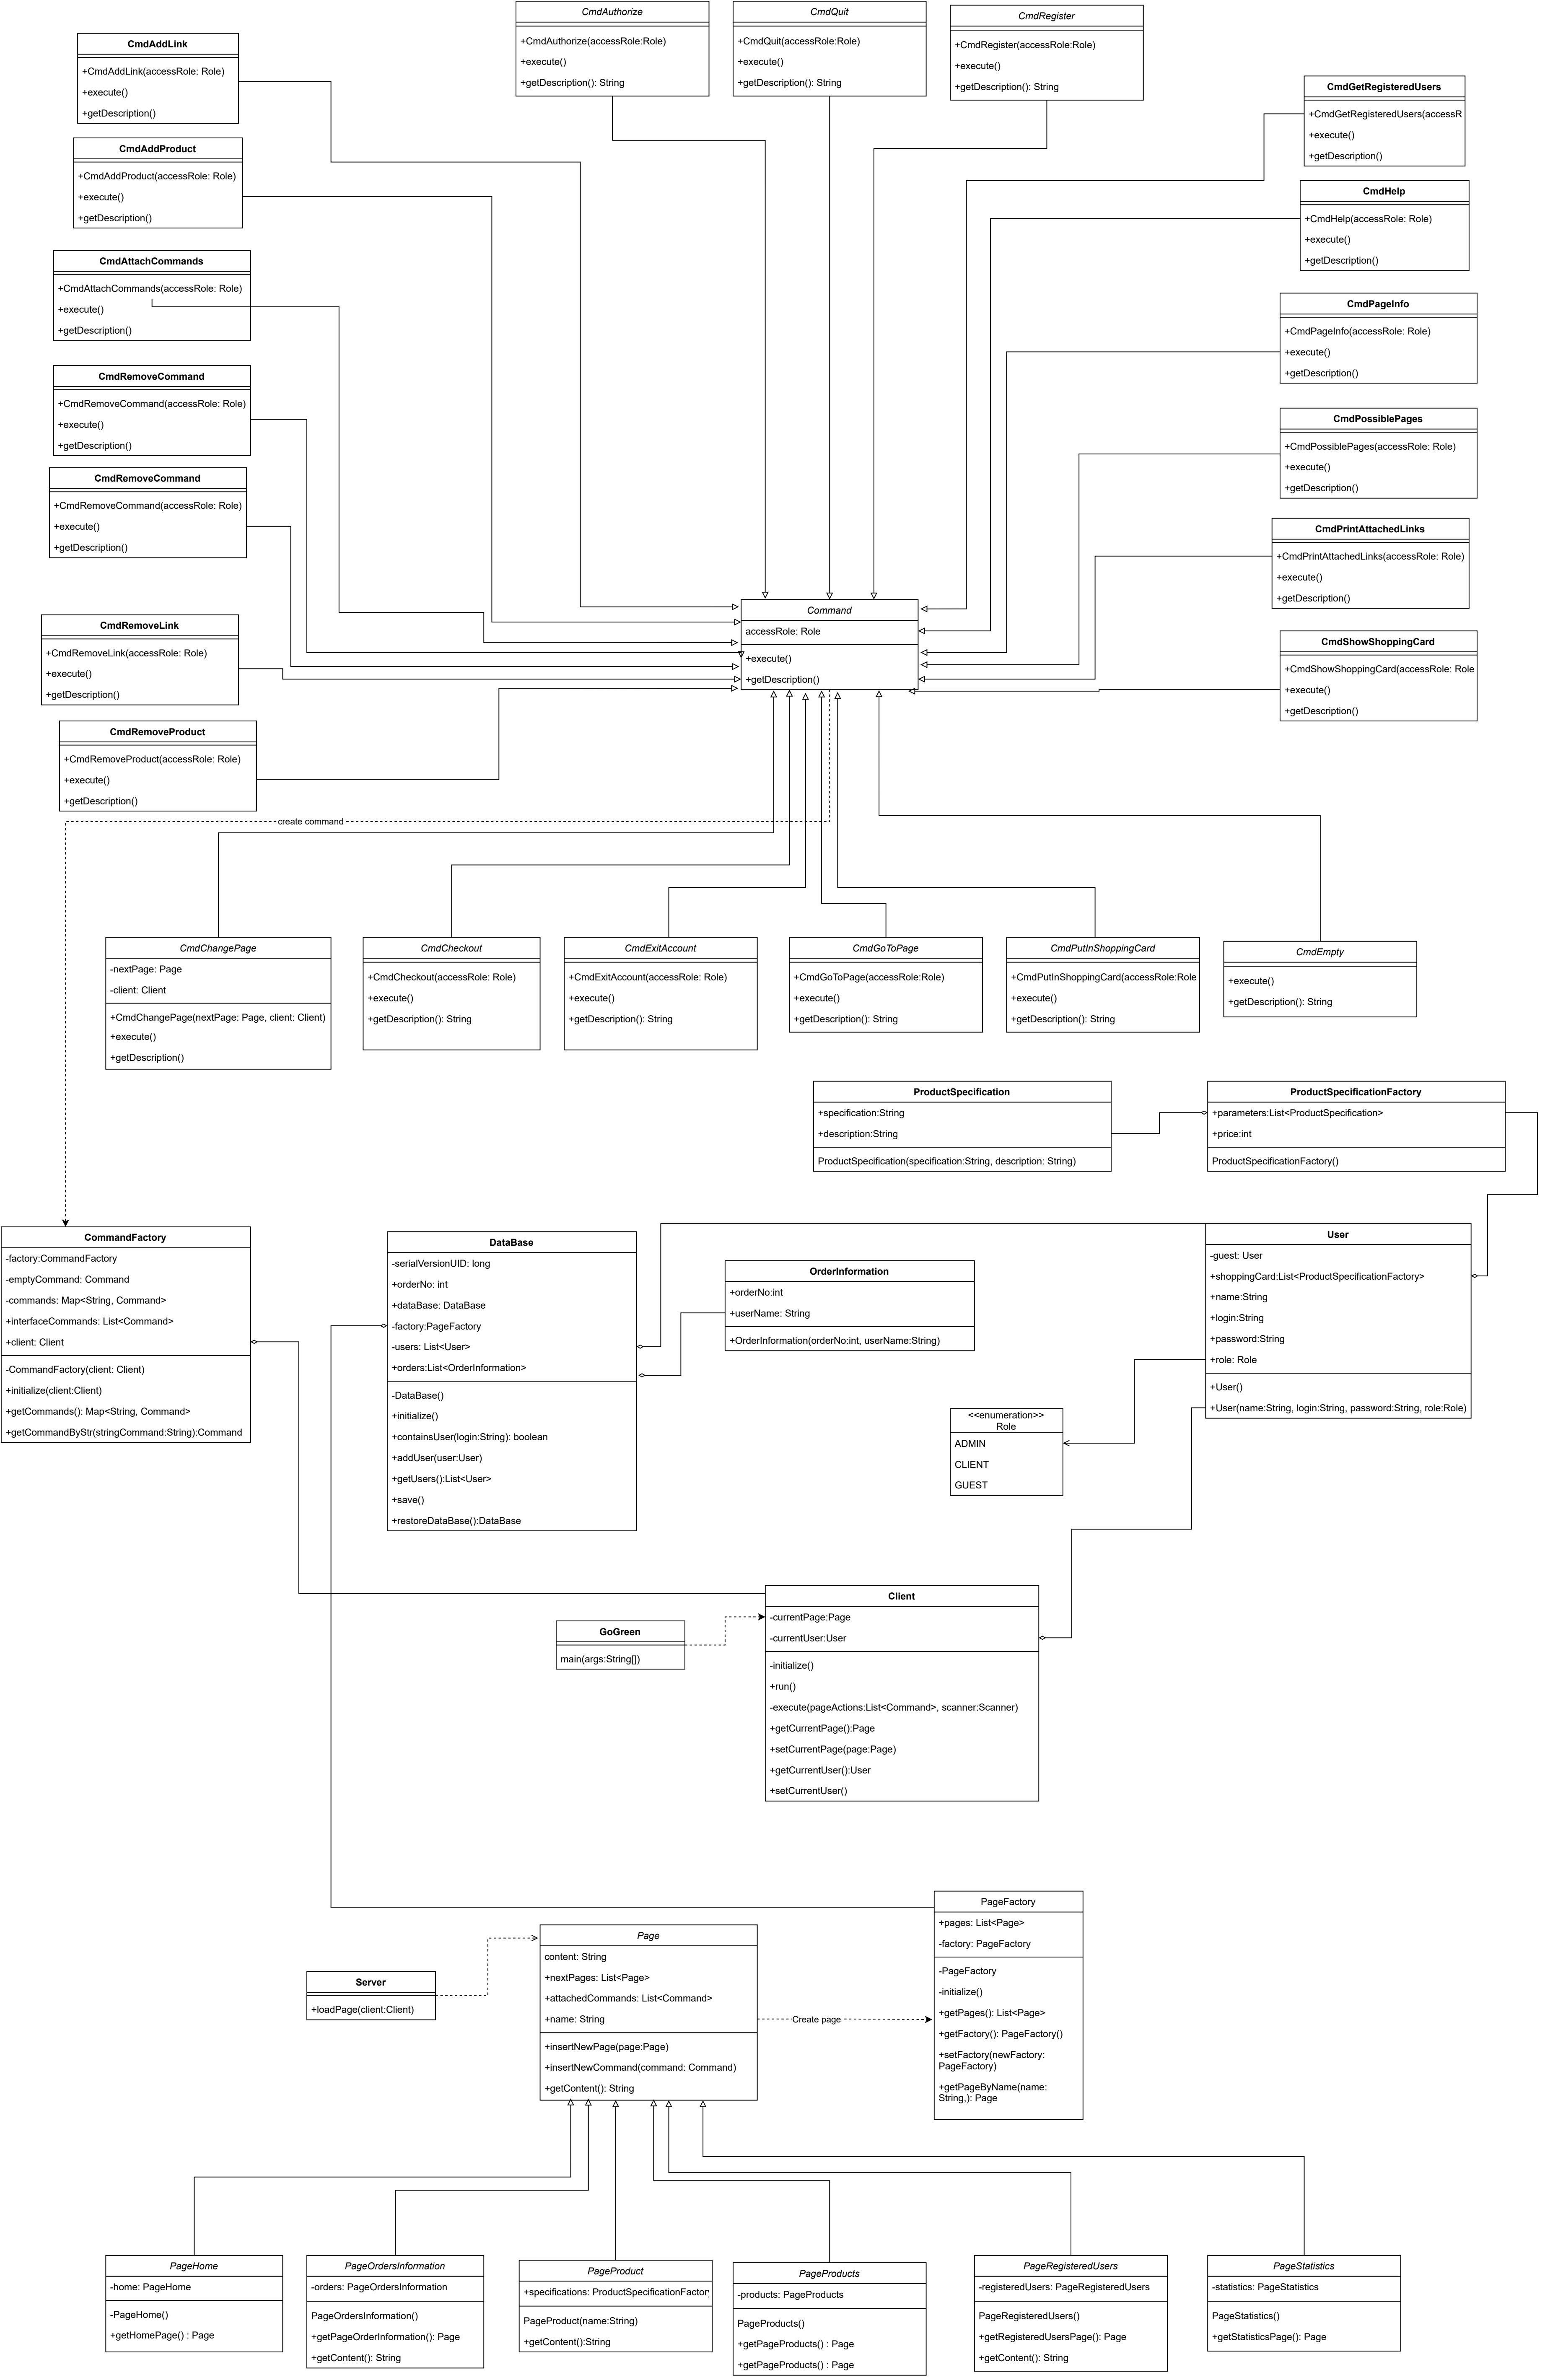 CmdAuthorize
+CmdAuthorize(accessRole:Role)
+execute()
+getDescription(): String
CmdQuit
+CmdQuit(accessRole:Role)
+execute()
+getDescription(): String
CmdRegister
+CmdRegister(accessRole:Role)
+execute()
+getDescription(): String
CmdAddLink
+CmdAddLink(accessRole: Role)
+execute()
+getDescription()
CmdGetRegisteredUsers
+CmdGetRegisteredUsers(accessR
+execute()
+getDescription()
CmdAddProduct
+CmdAddProduct(accessRole: Role)
+execute()
+getDescription()
CmdHelp
+CmdHelp(accessRole: Role)
+execute()
+getDescription()
CmdAttachCommands
+CmdAttachCommands(accessRole: Role)
+execute()
+getDescription()
CmdPageInfo
+CmdPageInfo(accessRole: Role)
+execute()
+getDescription()
CmdRemoveCommand
+CmdRemoveCommand(accessRole: Role)
+execute()
+getDescription()
CmdPossiblePages
+CmdPossiblePages(accessRole: Role)
+execute()
+getDescription()
CmdRemoveCommand
+CmdRemoveCommand(accessRole: Role)
+execute()
+getDescription()
CmdPrintAttachedLinks
+CmdPrintAttachedLinks(accessRole: Role)
+execute()
+getDescription()
Command
accessRole: Role
+execute()
+getDescription()
CmdRemoveLink
+CmdRemoveLink(accessRole: Role)
+execute()
+getDescription()
CmdShowShoppingCard
+CmdShowShoppingCard(accessRole: Role
+execute()
+getDescription()
CmdRemoveProduct
+CmdRemoveProduct(accessRole: Role)
+execute()
+getDescription()
create command
CmdChangePage
-nextPage: Page
-client: Client
+CmdChangePage(nextPage: Page, client: Client)
+execute()
+getDescription()
CmdCheckout
+CmdCheckout(accessRole: Role)
+execute()
+getDescription(): String
CmdExitAccount
+CmdExitAccount(accessRole: Role)
+execute()
+getDescription(): String
CmdGoToPage
+CmdGoToPage(accessRole:Role)
+execute()
+getDescription(): String
CmdPutInShoppingCard
+CmdPutInShoppingCard(accessRole:Role
+execute()
+getDescription(): String
CmdEmpty
+execute()
+getDescription(): String
ProductSpecification
+specification:String
+description:String
ProductSpecification(specification:String, description: String)
ProductSpecificationFactory
+parameters:List<ProductSpecification>
+price:int
ProductSpecificationFactory()
CommandFactory
-factory:CommandFactory
-emptyCommand: Command
-commands: Map<String, Command>
+interfaceCommands: List<Command>
+client: Client
-CommandFactory(client: Client)
+initialize(client:Client)
+getCommands(): Map<String, Command>
+getCommandByStr(stringCommand:String):Command
DataBase
-serialVersionUID: long
+orderNo: int
+dataBase: DataBase
-factory:PageFactory
-users: List<User>
+orders:List<OrderInformation>
-DataBase()
+initialize()
+containsUser(login:String): boolean
+addUser(user:User)
+getUsers():List<User>
+save()
+restoreDataBase():DataBase
OrderInformation
+orderNo:int
+userName: String
+OrderInformation(orderNo:int, userName:String)
User
-guest: User
+shoppingCard:List<ProductSpecificationFactory>
+name:String
+login:String
+password:String
+role: Role
+User()
+User(name:String, login:String, password:String, role:Role)
<<enumeration>>
Role
ADMIN
CLIENT
GUEST
GoGreen
main(args:String[])
Client
-currentPage:Page
-currentUser:User
-initialize()
+run()
-execute(pageActions:List<Command>, scanner:Scanner)
+getCurrentPage():Page
+setCurrentPage(page:Page)
+getCurrentUser():User
+setCurrentUser()
Server
+loadPage(client:Client)
Page
content: String
+nextPages: List<Page>
+attachedCommands: List<Command>
+name: String
+insertNewPage(page:Page)
+insertNewCommand(command: Command)
+getContent(): String
Create page
PageFactory
+pages: List<Page>
-factory: PageFactory
-PageFactory
-initialize()
+getPages(): List<Page>
+getFactory(): PageFactory()
+setFactory(newFactory:
PageFactory)
+getPageByName(name:
String,): Page
PageHome
-home: PageHome
-PageHome()
+getHomePage() : Page
PageOrdersInformation
-orders: PageOrdersInformation
PageOrdersInformation()
+getPageOrderInformation(): Page
+getContent(): String
PageProduct
+specifications: ProductSpecificationFactor
PageProduct(name:String)
+getContent():String
PageProducts
-products: PageProducts
PageProducts()
+getPageProducts() : Page
+getPageProducts() : Page
PageRegisteredUsers
-registeredUsers: PageRegisteredUsers
PageRegisteredUsers()
+getRegisteredUsersPage(): Page
+getContent(): String
PageStatistics
-statistics: PageStatistics
PageStatistics()
+getStatisticsPage(): Page